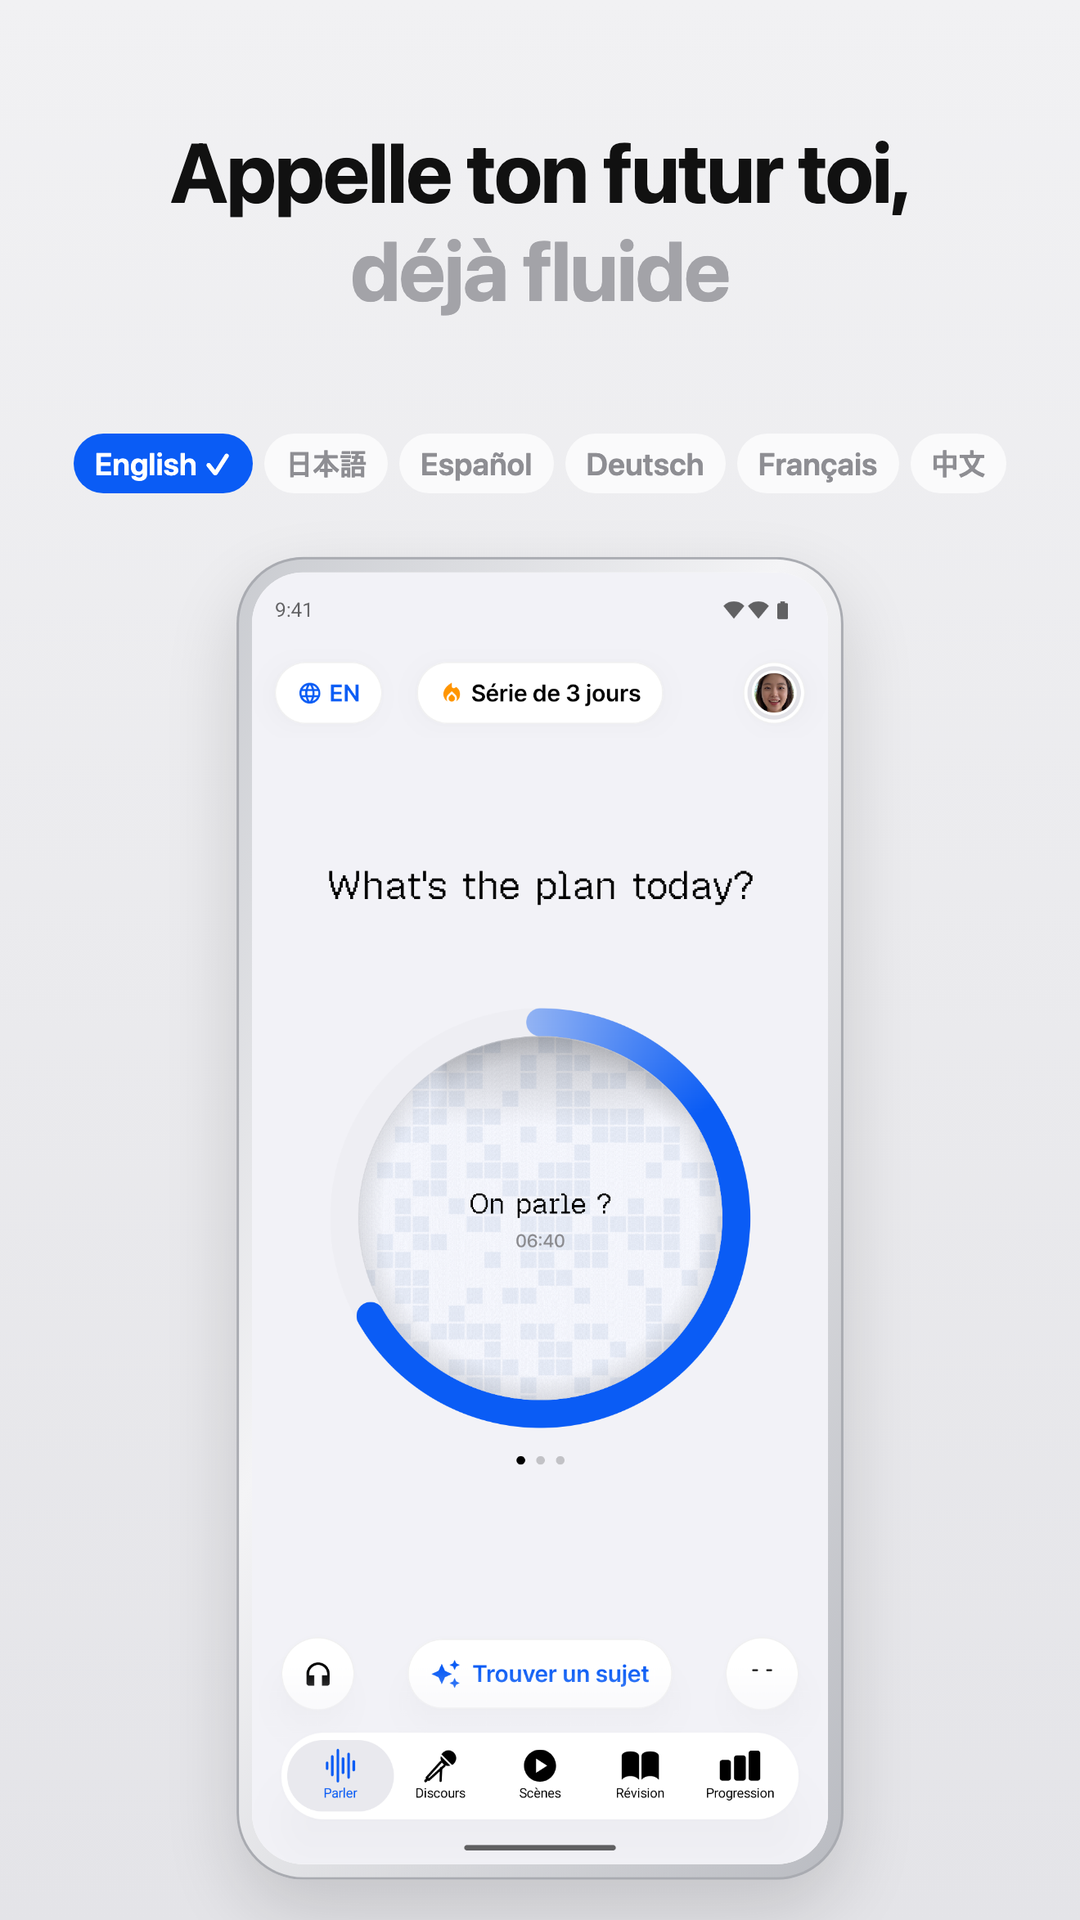 Appelle ton futur toi,
déjà fluide
English ✓
日本語
Español
Deutsch
Français
中文
9:41
EN
Série de 3 jours
What's the plan today?
On parle ?
06:40
Trouver un sujet
Parler
Discours
Scènes
Révision
Progression